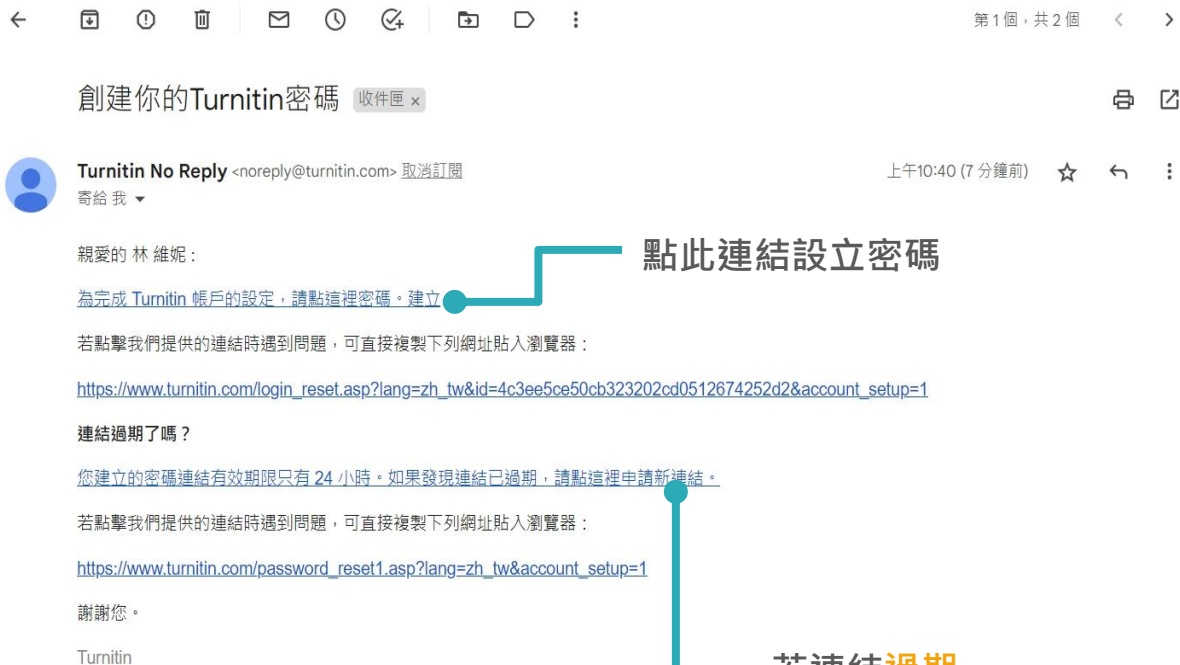 第1個，共2個
創建你的Turnitin密碼 收件匣 ×
Turnitin No Reply <noreply@turnitin.com> 取消訂閱
上午10:40 (7 分鐘前)
寄給 我
親愛的 林 維妮 :
點此連結設立密碼
為完成 Turnitin 帳戶的設定，請點這裡密碼。建立
若點擊我們提供的連結時遇到問題，可直接複製下列網址貼入瀏覽器：
https://www.turnitin.com/login_reset.asp?lang=zh_tw&id=4c3ee5ce50cb323202cd0512674252d2&account_setup=1
連結過期了嗎？
您建立的密碼連結有效期限只有 24 小時。如果發現連結已過期，請點這裡申請新連結。
若點擊我們提供的連結時遇到問題，可直接複製下列網址貼入瀏覽器：
https://www.turnitin.com/password_reset1.asp?lang=zh_tw&account_setup=1
謝謝您。
Turnitin
若連結過期